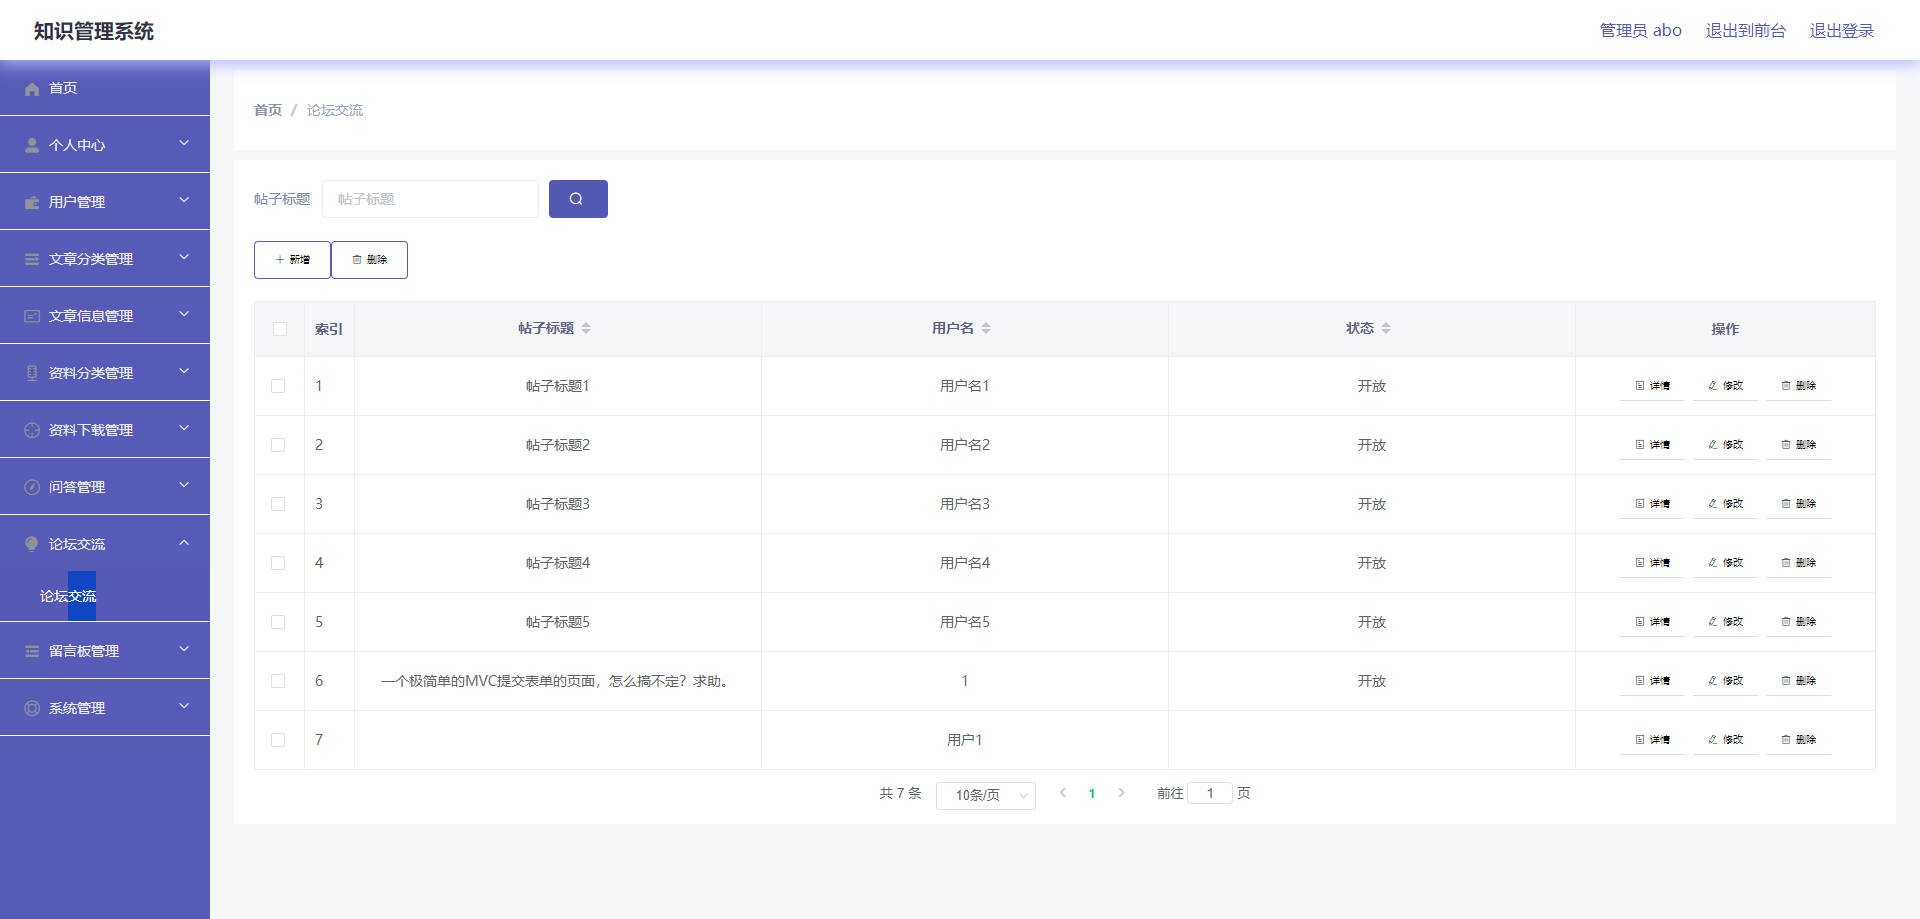 知识管理系统
管理员 abo 退出到前台 退出登录
首页
个人中心
用户管理
文章分类管理
文章信息管理
资料分类管理
资料下载管理
问答管理
论坛交流
论坛交流
留言板管理
系统管理
首页 / 论坛交流
帖子标题 帖子标题
新增 删除
索引 帖子标题 用户名 状态 操作
1 帖子标题1 用户名1 开放 详情 修改 删除
2 帖子标题2 用户名2 开放 详情 修改 删除
3 帖子标题3 用户名3 开放 详情 修改 删除
4 帖子标题4 用户名4 开放 详情 修改 删除
5 帖子标题5 用户名5 开放 详情 修改 删除
6 一个极简单的MVC提交表单的页面，怎么搞不定？求助。 1 开放 详情 修改 删除
7 用户1 详情 修改 删除
共 7 条 10条/页 1 前往 1 页